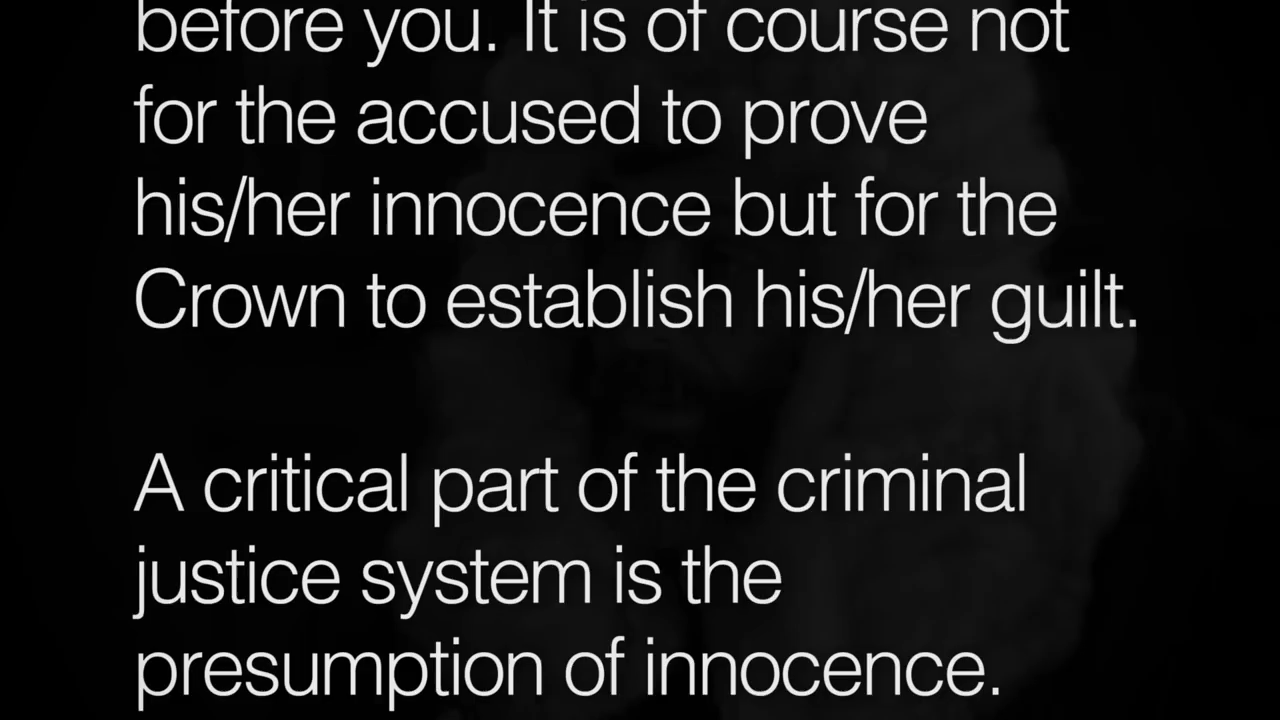 before you. It is of course not
for the accused to prove
his/her innocence but for the
Crown to establish his/her guilt.
A critical part of the criminal
justice system is the
presumption of innocence.